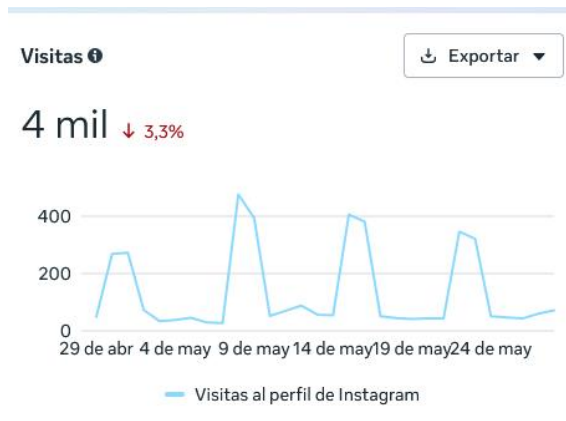 Visitas
Exportar
4 mil ↓ 3,3%
400
200
0
29 de abr 4 de may 9 de may 14 de may 19 de may 24 de may
Visitas al perfil de Instagram